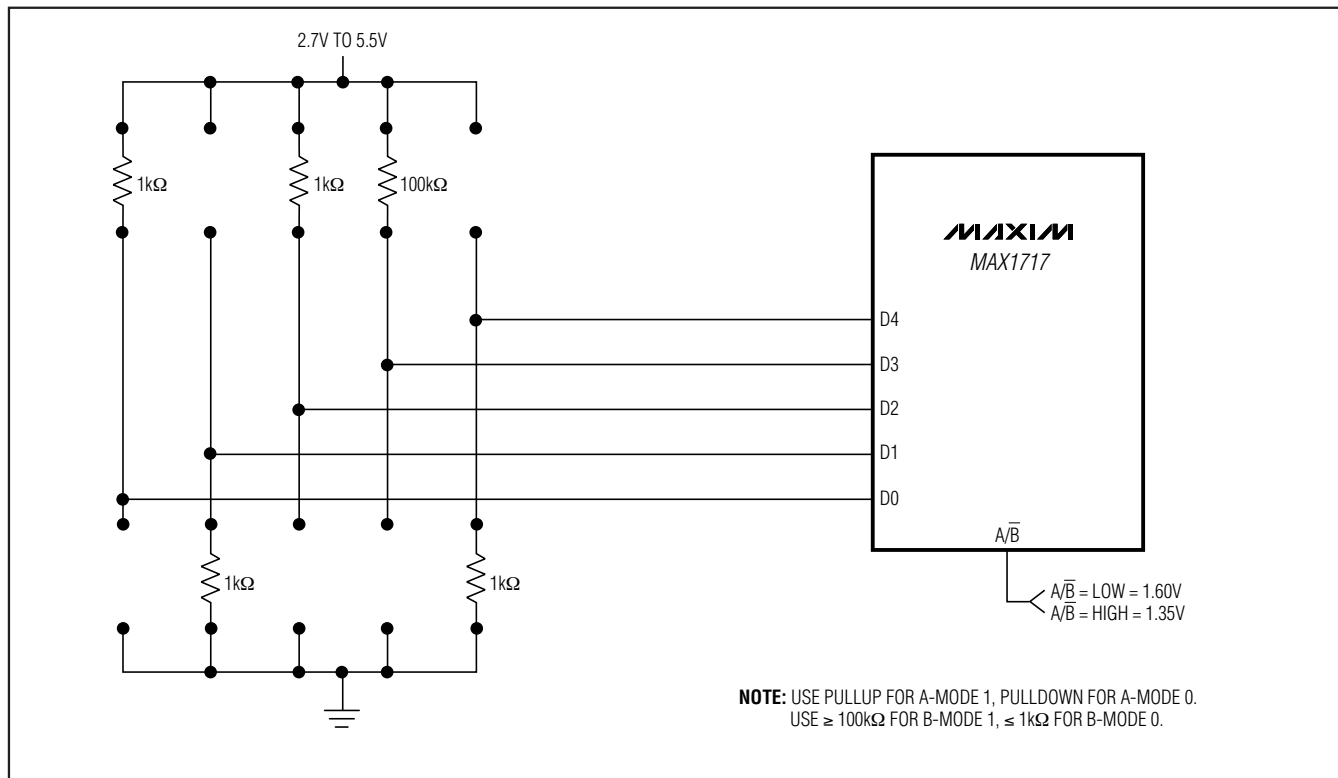 2.7V TO 5.5V
1kΩ
1kΩ
100kΩ
MAXIM
MAX1717
D4
D3
D2
D1
D0
A/B̅
1kΩ
1kΩ
A/B̅ = LOW = 1.60V
A/B̅ = HIGH = 1.35V
NOTE: USE PULLUP FOR A-MODE 1, PULLDOWN FOR A-MODE 0.
USE ≥ 100kΩ FOR B-MODE 1, ≤ 1kΩ FOR B-MODE 0.